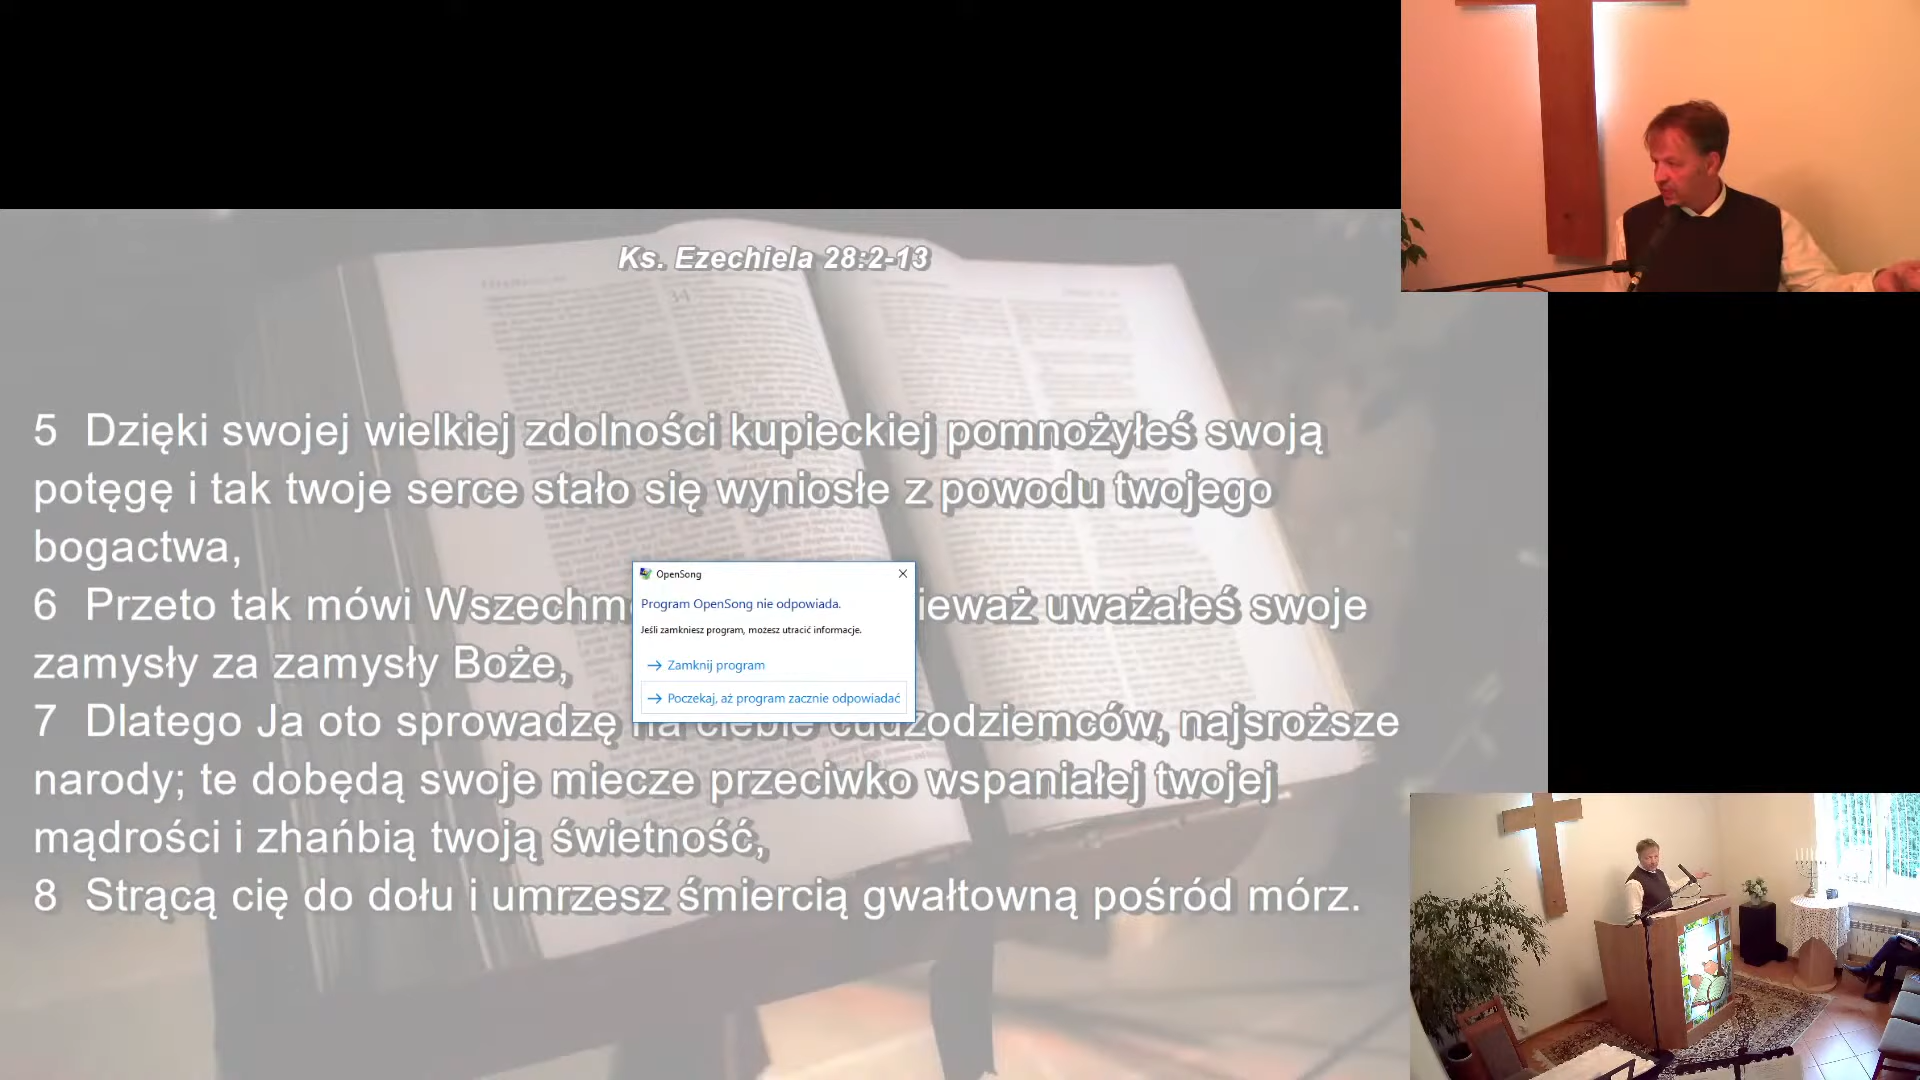 Ks. Ezechiela 28:2-13
5 Dzięki swojej wielkiej zdolności kupieckiej pomnożyłeś swoją
potęgę i tak twoje serce stało się wyniosłe z powodu twojego
bogactwa,
6 Przeto tak mówi Wszechm ieważ uważałeś swoje
zamysły za zamysły Boże,
7 Dlatego Ja oto sprowadzę na ciebie cudzoziemców, najsroższe
narody; te dobędą swoje miecze przeciwko wspaniałej twojej
mądrości i zhańbią twoją świetność,
8 Strącą cię do dołu i umrzesz śmiercią gwałtowną pośród mórz.
OpenSong
Program OpenSong nie odpowiada.
Jeśli zamkniesz program, możesz utracić informacje.
→ Zamknij program
→ Poczekaj, aż program zacznie odpowiadać